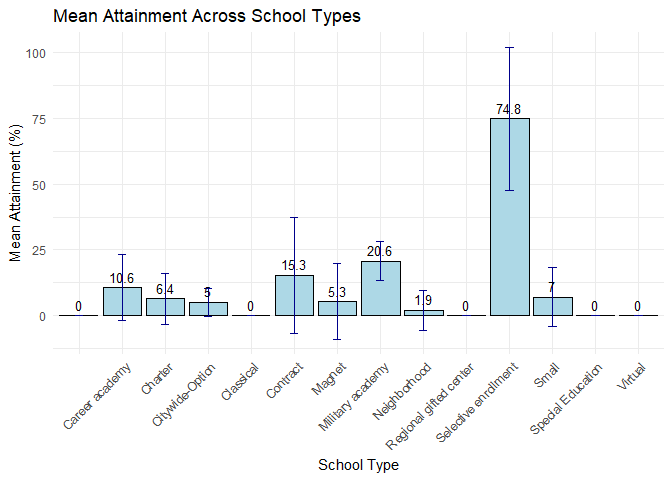 Mean Attainment Across School Types
Mean Attainment (%)
100
75
50
25
0
0
10.6
6.4
5
0
15.3
5.3
20.6
1.9
0
74.8
7
0
0
Career academy
Charter
Citywide-Option
Classical
Contract
Magnet
Military academy
Neighborhood
Regional gifted center
Selective enrollment
Small
Special Education
Virtual
School Type